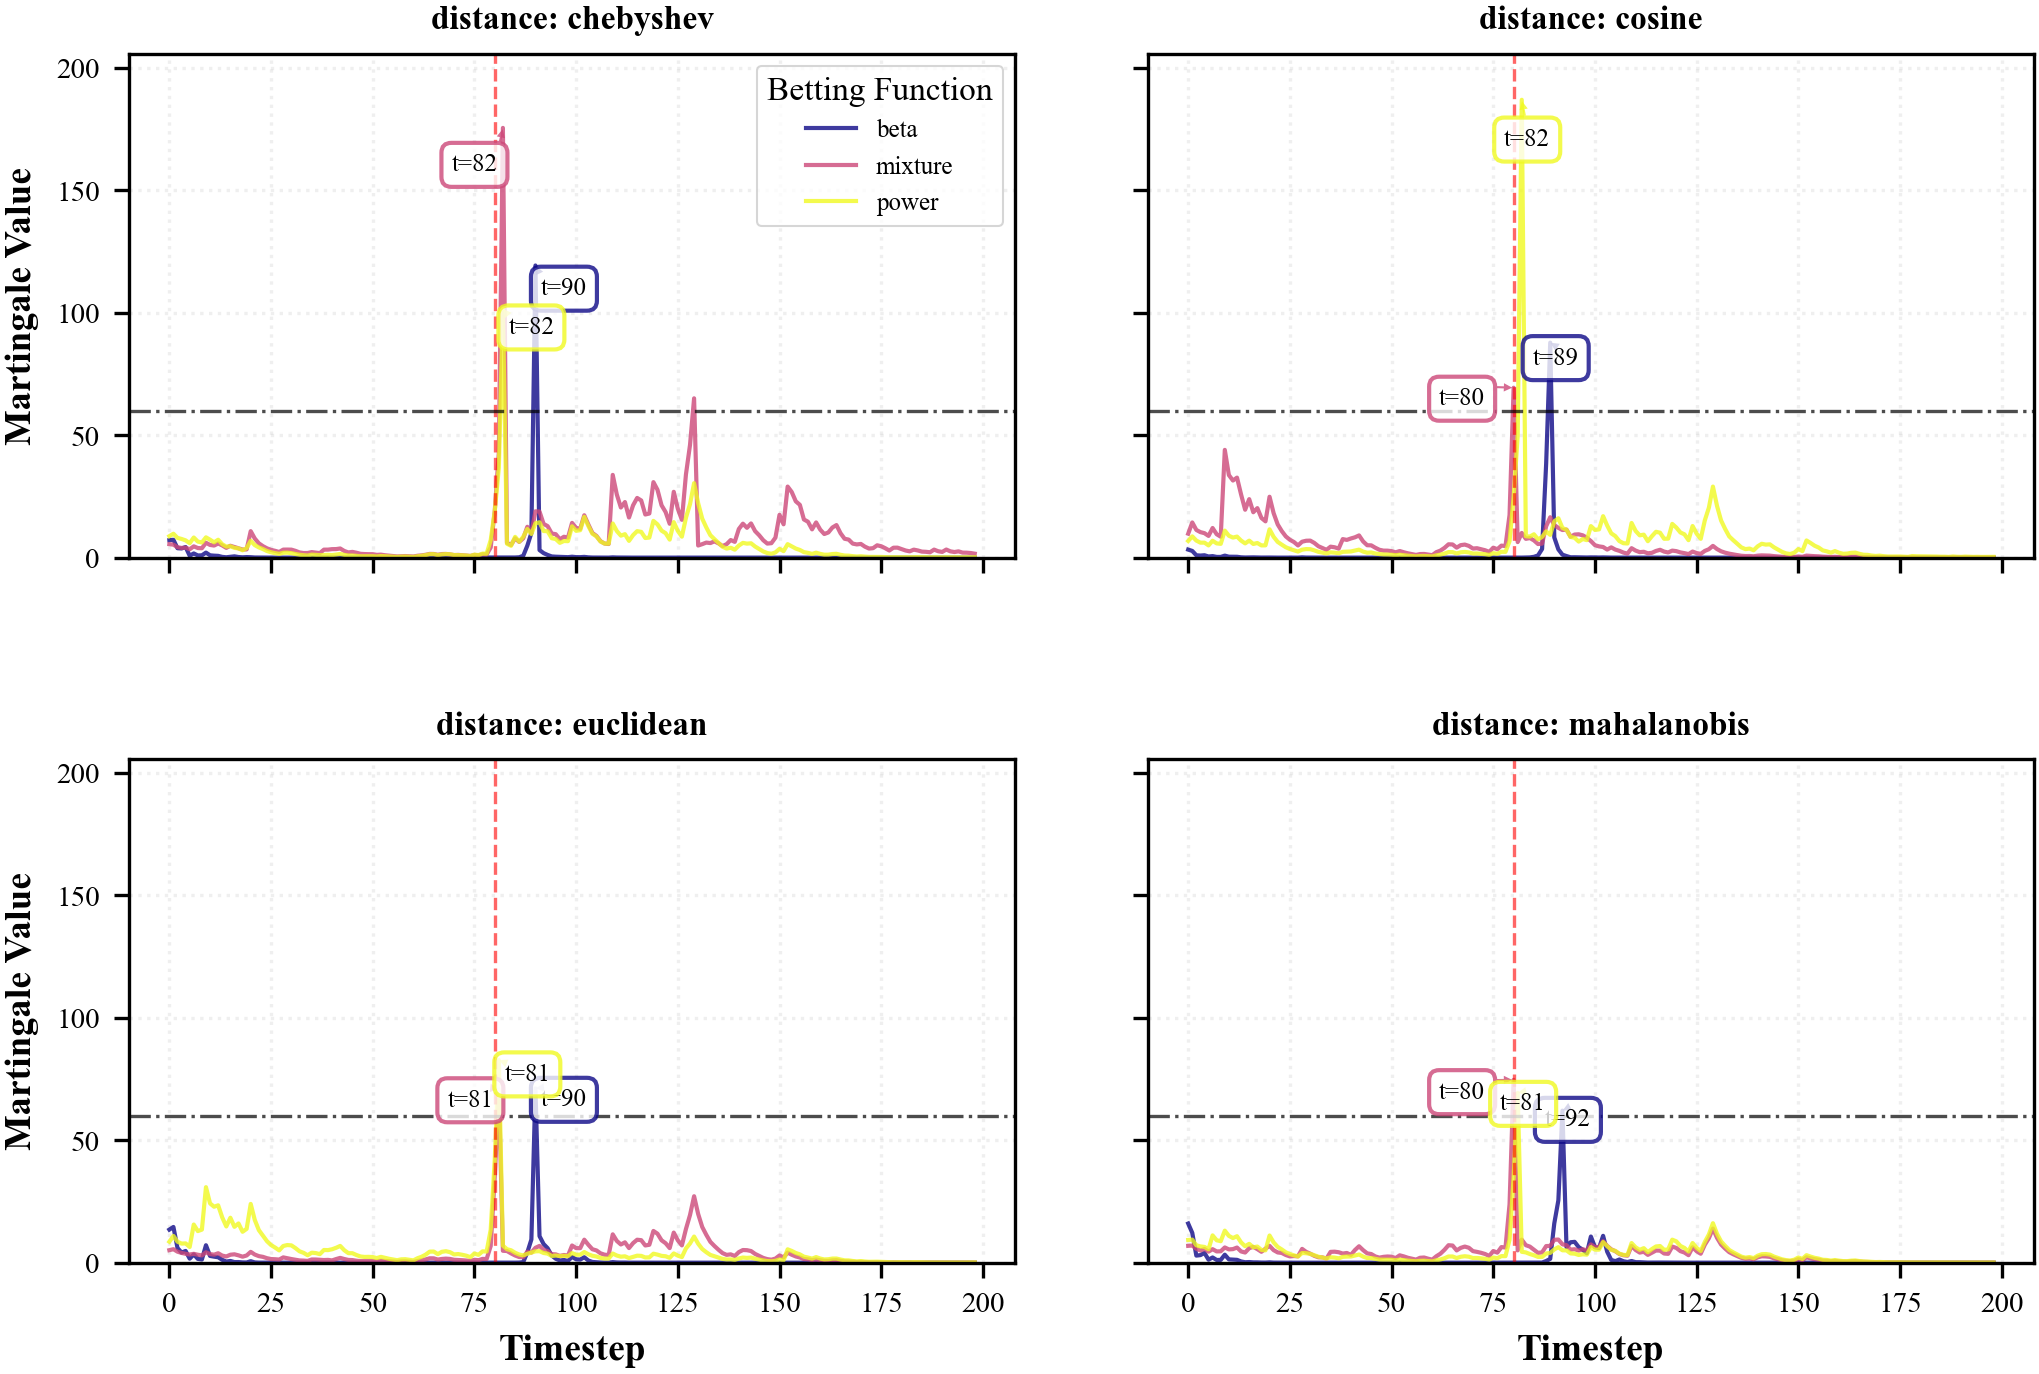 distance: chebyshev
distance: cosine
Martingale Value
200
150
100
50
0
Betting Function
beta
mixture
power
t=82
t=90
t=82
t=82
t=89
t=80
distance: euclidean
distance: mahalanobis
Martingale Value
200
150
100
50
0
t=81
t=81
t=90
t=80
t=81
t=92
0 25 50 75 100 125 150 175 200
0 25 50 75 100 125 150 175 200
Timestep
Timestep